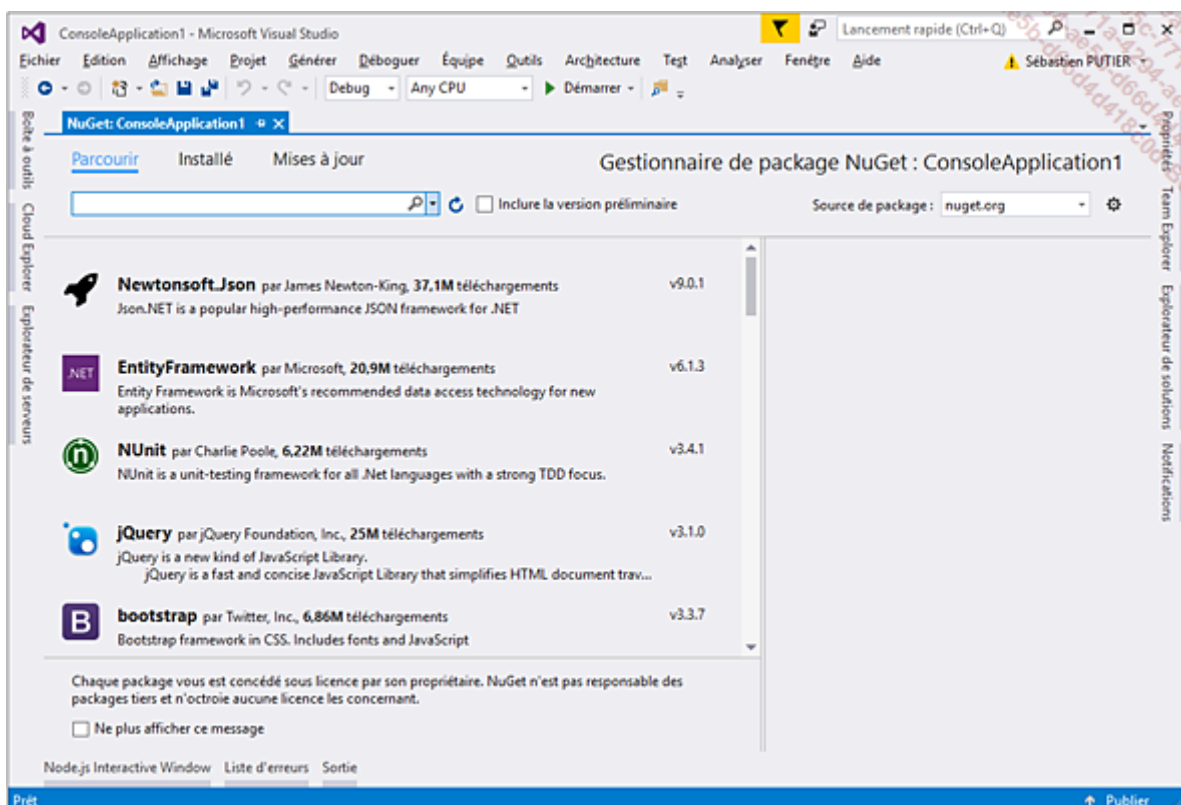 ConsoleApplication1 - Microsoft Visual Studio
Lancement rapide (Ctrl+Q)
Fichier Edition Affichage Projet Générer Déboguer Équipe Outils Architecture Test Analyser Fenêtre Aide
Sébastien PUTIER
Debug Any CPU Démarrer
Boîte à outils
Cloud Explorer
Explorateur de serveurs
NuGet: ConsoleApplication1
Parcourir Installé Mises à jour
Gestionnaire de package NuGet : ConsoleApplication1
Inclure la version préliminaire
Source de package : nuget.org
Newtonsoft.Json par James Newton-King, 37,1M téléchargements v9.0.1
Json.NET is a popular high-performance JSON framework for .NET
.NET
EntityFramework par Microsoft, 20,9M téléchargements v6.1.3
Entity Framework is Microsoft's recommended data access technology for new
applications.
n
NUnit par Charlie Poole, 6,22M téléchargements v3.4.1
NUnit is a unit-testing framework for all .Net languages with a strong TDD focus.
jQuery par jQuery Foundation, Inc., 25M téléchargements v3.1.0
jQuery is a new kind of JavaScript Library.
jQuery is a fast and concise JavaScript Library that simplifies HTML document trav...
B
bootstrap par Twitter, Inc., 6,86M téléchargements v3.3.7
Bootstrap framework in CSS. Includes fonts and JavaScript
Chaque package vous est concédé sous licence par son propriétaire. NuGet n'est pas responsable des
packages tiers et n'octroie aucune licence les concernant.
Ne plus afficher ce message
Propriétés
Team Explorer
Explorateur de solutions
Notifications
Node.js Interactive Window Liste d'erreurs Sortie
Prêt
Publier